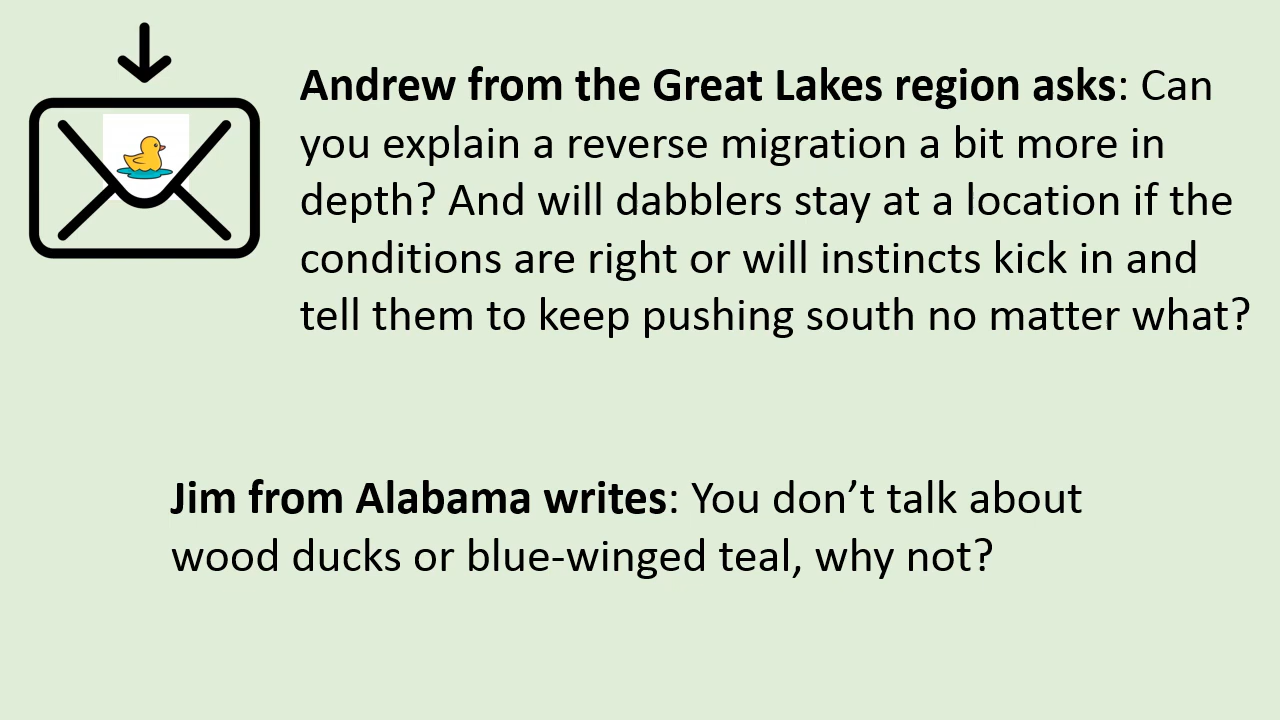 Andrew from the Great Lakes region asks: Can
you explain a reverse migration a bit more in
depth? And will dabblers stay at a location if the
conditions are right or will instincts kick in and
tell them to keep pushing south no matter what?
Jim from Alabama writes: You don’t talk about
wood ducks or blue-winged teal, why not?